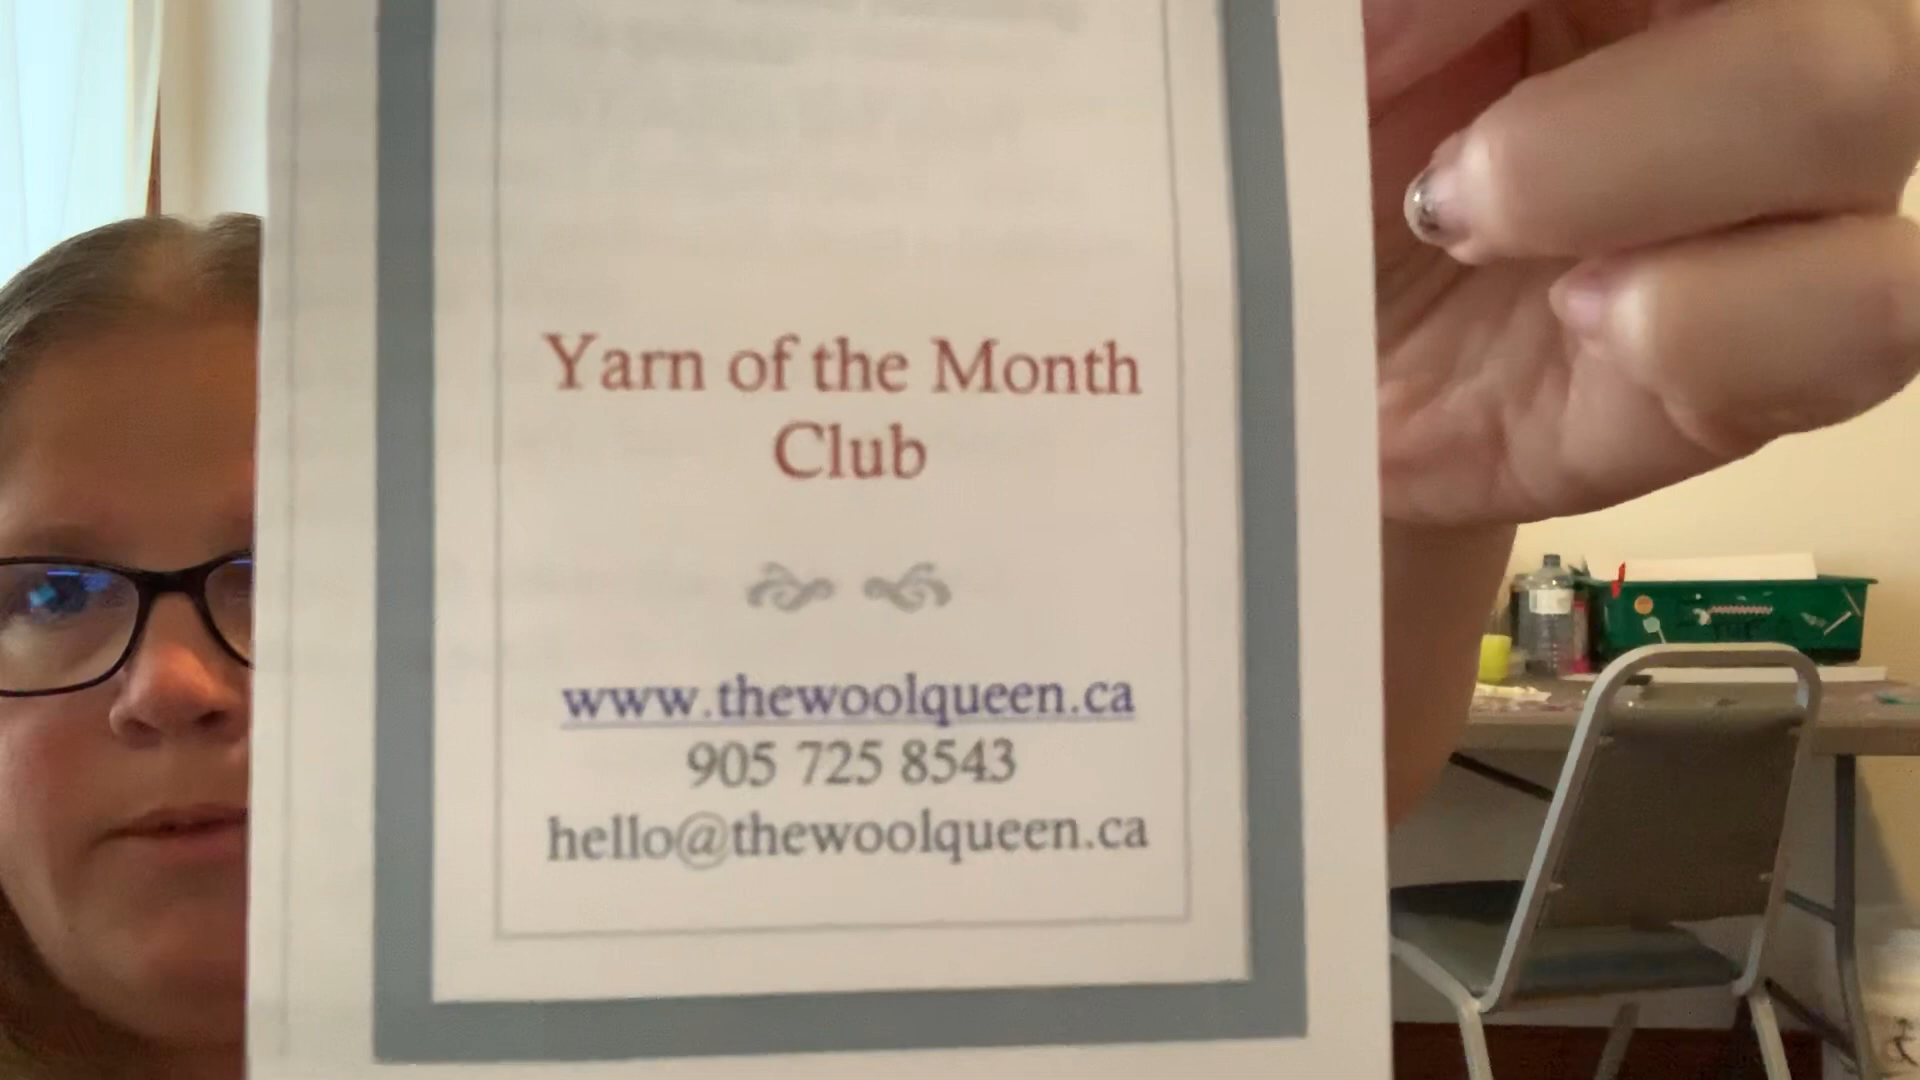 Yarn of the Month
Club
www.thewoolqueen.ca
905 725 8543
hello@thewoolqueen.ca